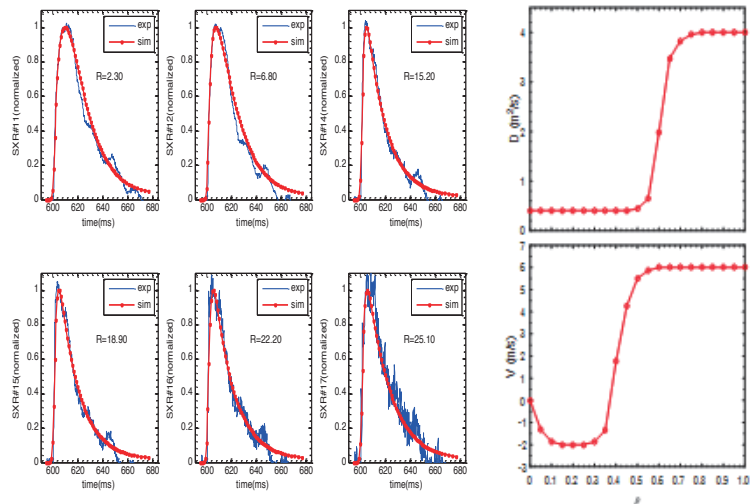 SXR#11(normalized)
1
0.8
0.6
0.4
0.2
0
exp
sim
R=2.30
600 620 640 660 680
time(ms)
SXR#12(normalized)
1
0.8
0.6
0.4
0.2
0
exp
sim
R=6.80
600 620 640 660 680
time(ms)
SXR#14(normalized)
1
0.8
0.6
0.4
0.2
0
exp
sim
R=15.20
600 620 640 660 680
time(ms)
D (m²/s)
4
2
0
SXR#15(normalized)
1
0.8
0.6
0.4
0.2
0
exp
sim
R=18.90
600 620 640 660 680
time(ms)
SXR#16(normalized)
1
0.8
0.6
0.4
0.2
0
exp
sim
R=22.20
600 620 640 660 680
time(ms)
SXR#17(normalized)
1
0.8
0.6
0.4
0.2
0
exp
sim
R=25.10
600 620 640 660 680
time(ms)
V (m/s)
7
6
5
4
3
2
1
0
-1
-2
-3
0 0.1 0.2 0.3 0.4 0.5 0.6 0.7 0.8 0.9 1.0